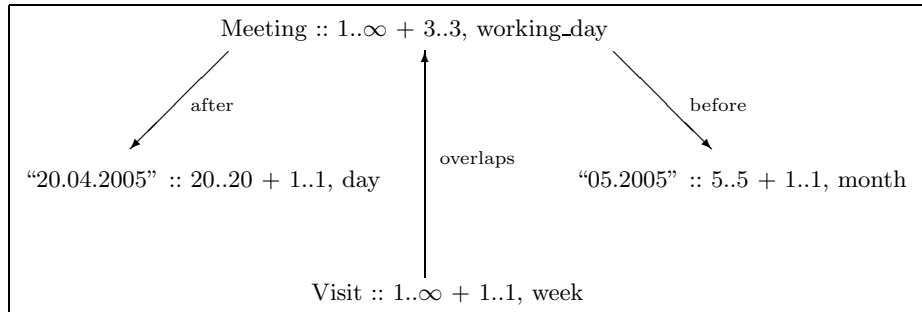 Meeting :: 1..∞ + 3..3, working_day
after
before
overlaps
“20.04.2005” :: 20..20 + 1..1, day
“05.2005” :: 5..5 + 1..1, month
Visit :: 1..∞ + 1..1, week